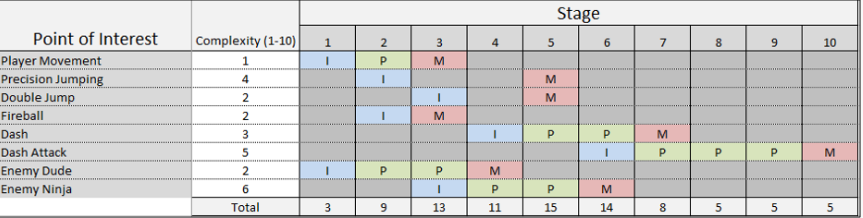 Stage
Point of Interest Complexity (1-10) 1 2 3 4 5 6 7 8 9 10
Player Movement 1 I P M
Precision Jumping 4 I M
Double Jump 2 I M
Fireball 2 I M
Dash 3 I P P M
Dash Attack 5 I P P P M
Enemy Dude 2 I P P M
Enemy Ninja 6 I P P M
Total 3 9 13 11 15 14 8 5 5 5